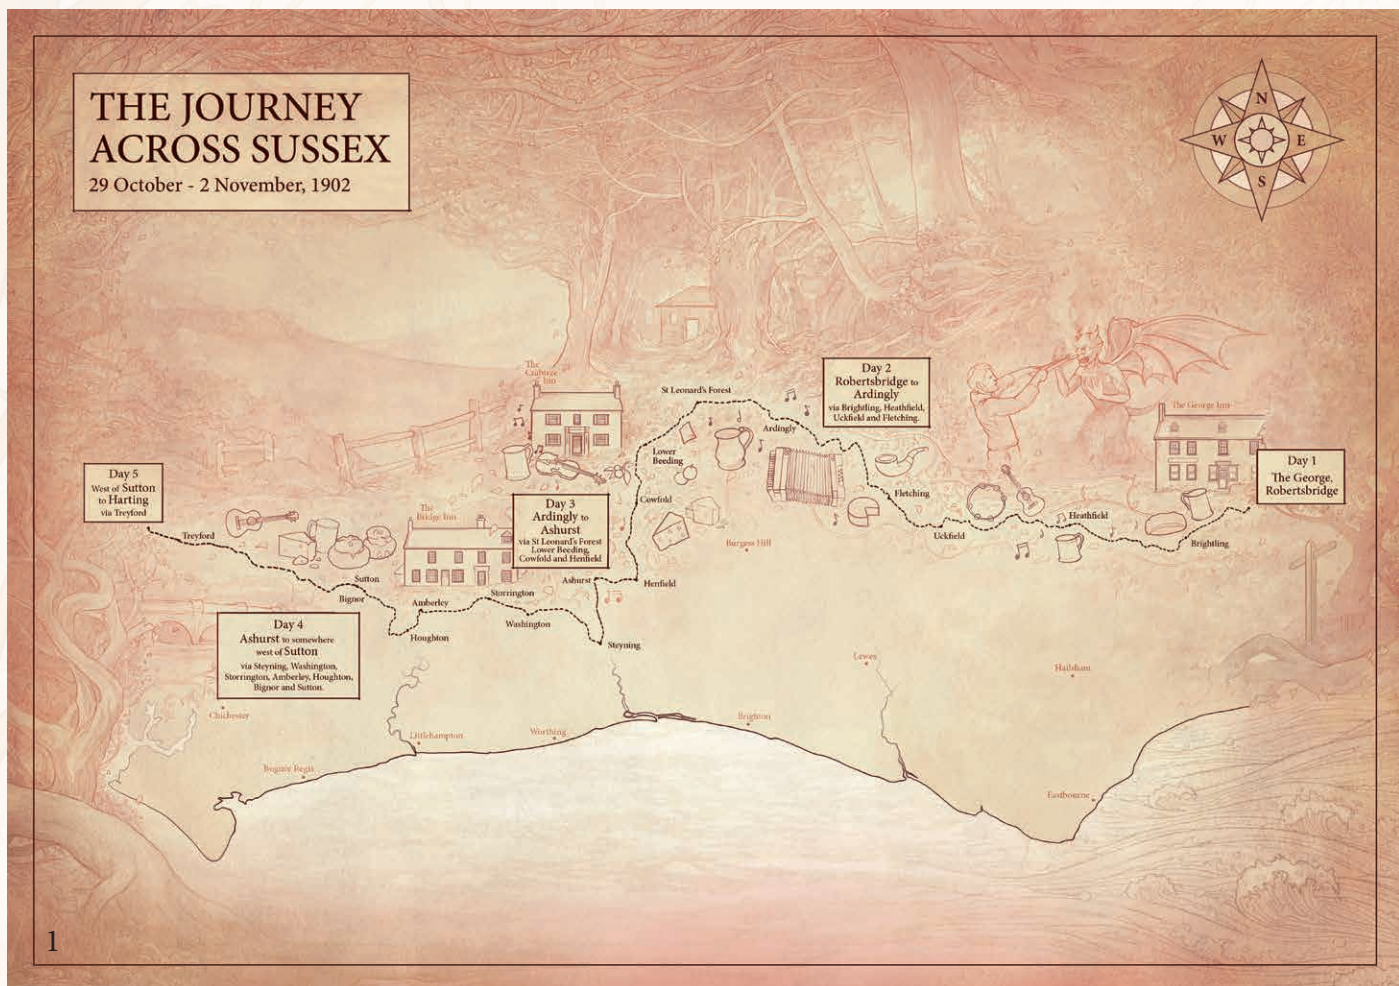 THE JOURNEY
ACROSS SUSSEX
29 October - 2 November, 1902
N
W
E
S
The
Crabtree
Inn
St Leonard's Forest
Day 2
Robertsbridge to
Ardingly
via Brightling, Heathfield,
Uckfield and Fletching.
The George Inn
Ardingly
Lower
Beeding
Day 5
West of Sutton
to Harting
via Treyford
Day 1
The George,
Robertsbridge
Day 3
Ardingly to
Ashurst
via St Leonard's Forest
Lower Beeding,
Cowfold and Henfield
Cowfold
Fletching
The
Bridge Inn
Heathfield
Treyford
Uckfield
Burgess Hill
Brightling
Sutton
Ashurst
Henfield
Bignor
Amberley
Storrington
Houghton
Washington
Steyning
Day 4
Ashurst to somewhere
west of Sutton
via Steyning, Washington,
Storrington, Amberley, Houghton,
Bignor and Sutton.
Lewes
Hailsham
Chichester
Brighton
Littlehampton
Worthing
Bognor Regis
Eastbourne
1